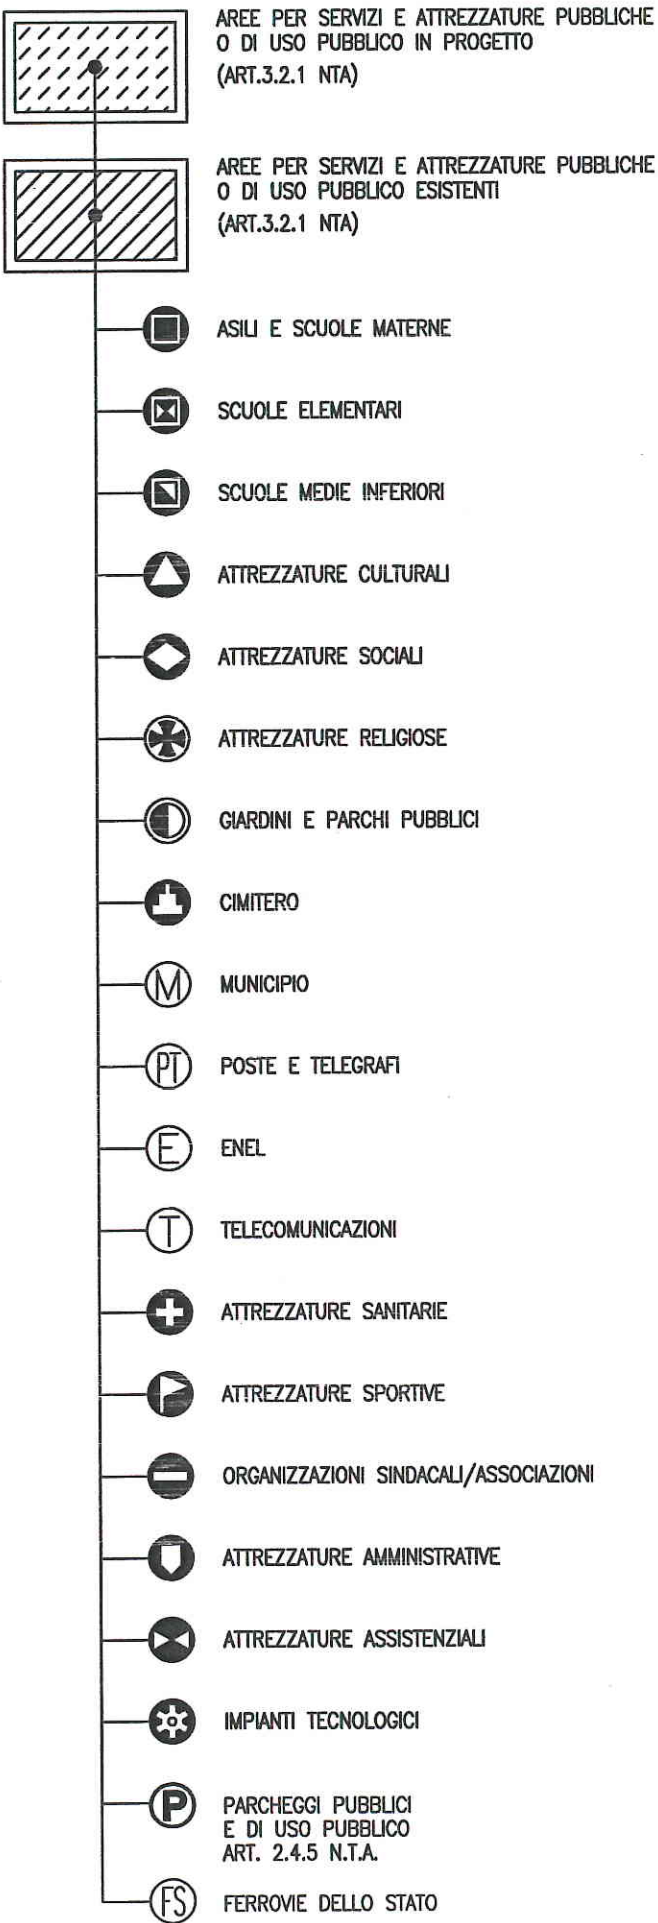 AREE PER SERVIZI E ATTREZZATURE PUBBLICHE
O DI USO PUBBLICO IN PROGETTO
(ART.3.2.1 NTA)
AREE PER SERVIZI E ATTREZZATURE PUBBLICHE
O DI USO PUBBLICO ESISTENTI
(ART.3.2.1 NTA)
ASILI E SCUOLE MATERNE
SCUOLE ELEMENTARI
SCUOLE MEDIE INFERIORI
ATTREZZATURE CULTURALI
ATTREZZATURE SOCIALI
ATTREZZATURE RELIGIOSE
GIARDINI E PARCHI PUBBLICI
CIMITERO
M MUNICIPIO
PT POSTE E TELEGRAFI
E ENEL
T TELECOMUNICAZIONI
ATTREZZATURE SANITARIE
ATTREZZATURE SPORTIVE
ORGANIZZAZIONI SINDACALI/ASSOCIAZIONI
ATTREZZATURE AMMINISTRATIVE
ATTREZZATURE ASSISTENZIALI
IMPIANTI TECNOLOGICI
P PARCHEGGI PUBBLICI
E DI USO PUBBLICO
ART. 2.4.5 N.T.A.
FS FERROVIE DELLO STATO